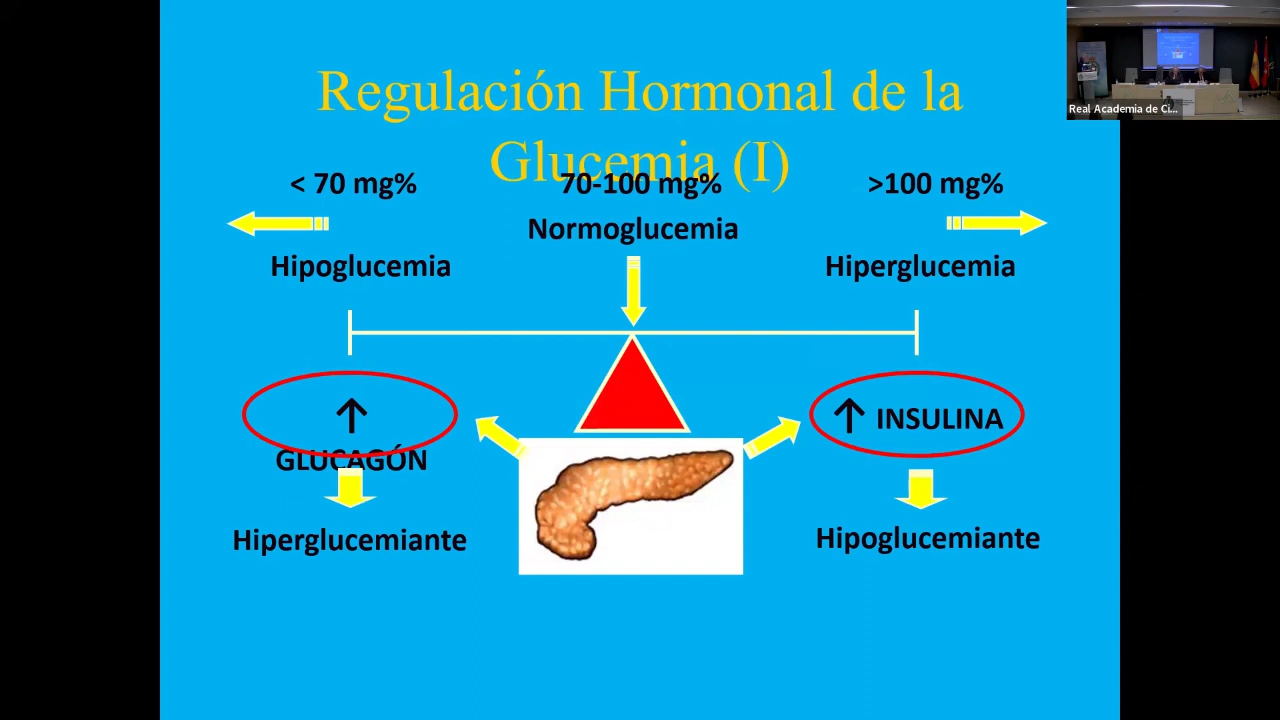 Regulación Hormonal de la
Glucemia (I)
< 70 mg%
70-100 mg%
>100 mg%
Normoglucemia
Hipoglucemia
Hiperglucemia
↑
GLUCAGÓN
↑ INSULINA
Hiperglucemiante
Hipoglucemiante
Real Academia de Ci...